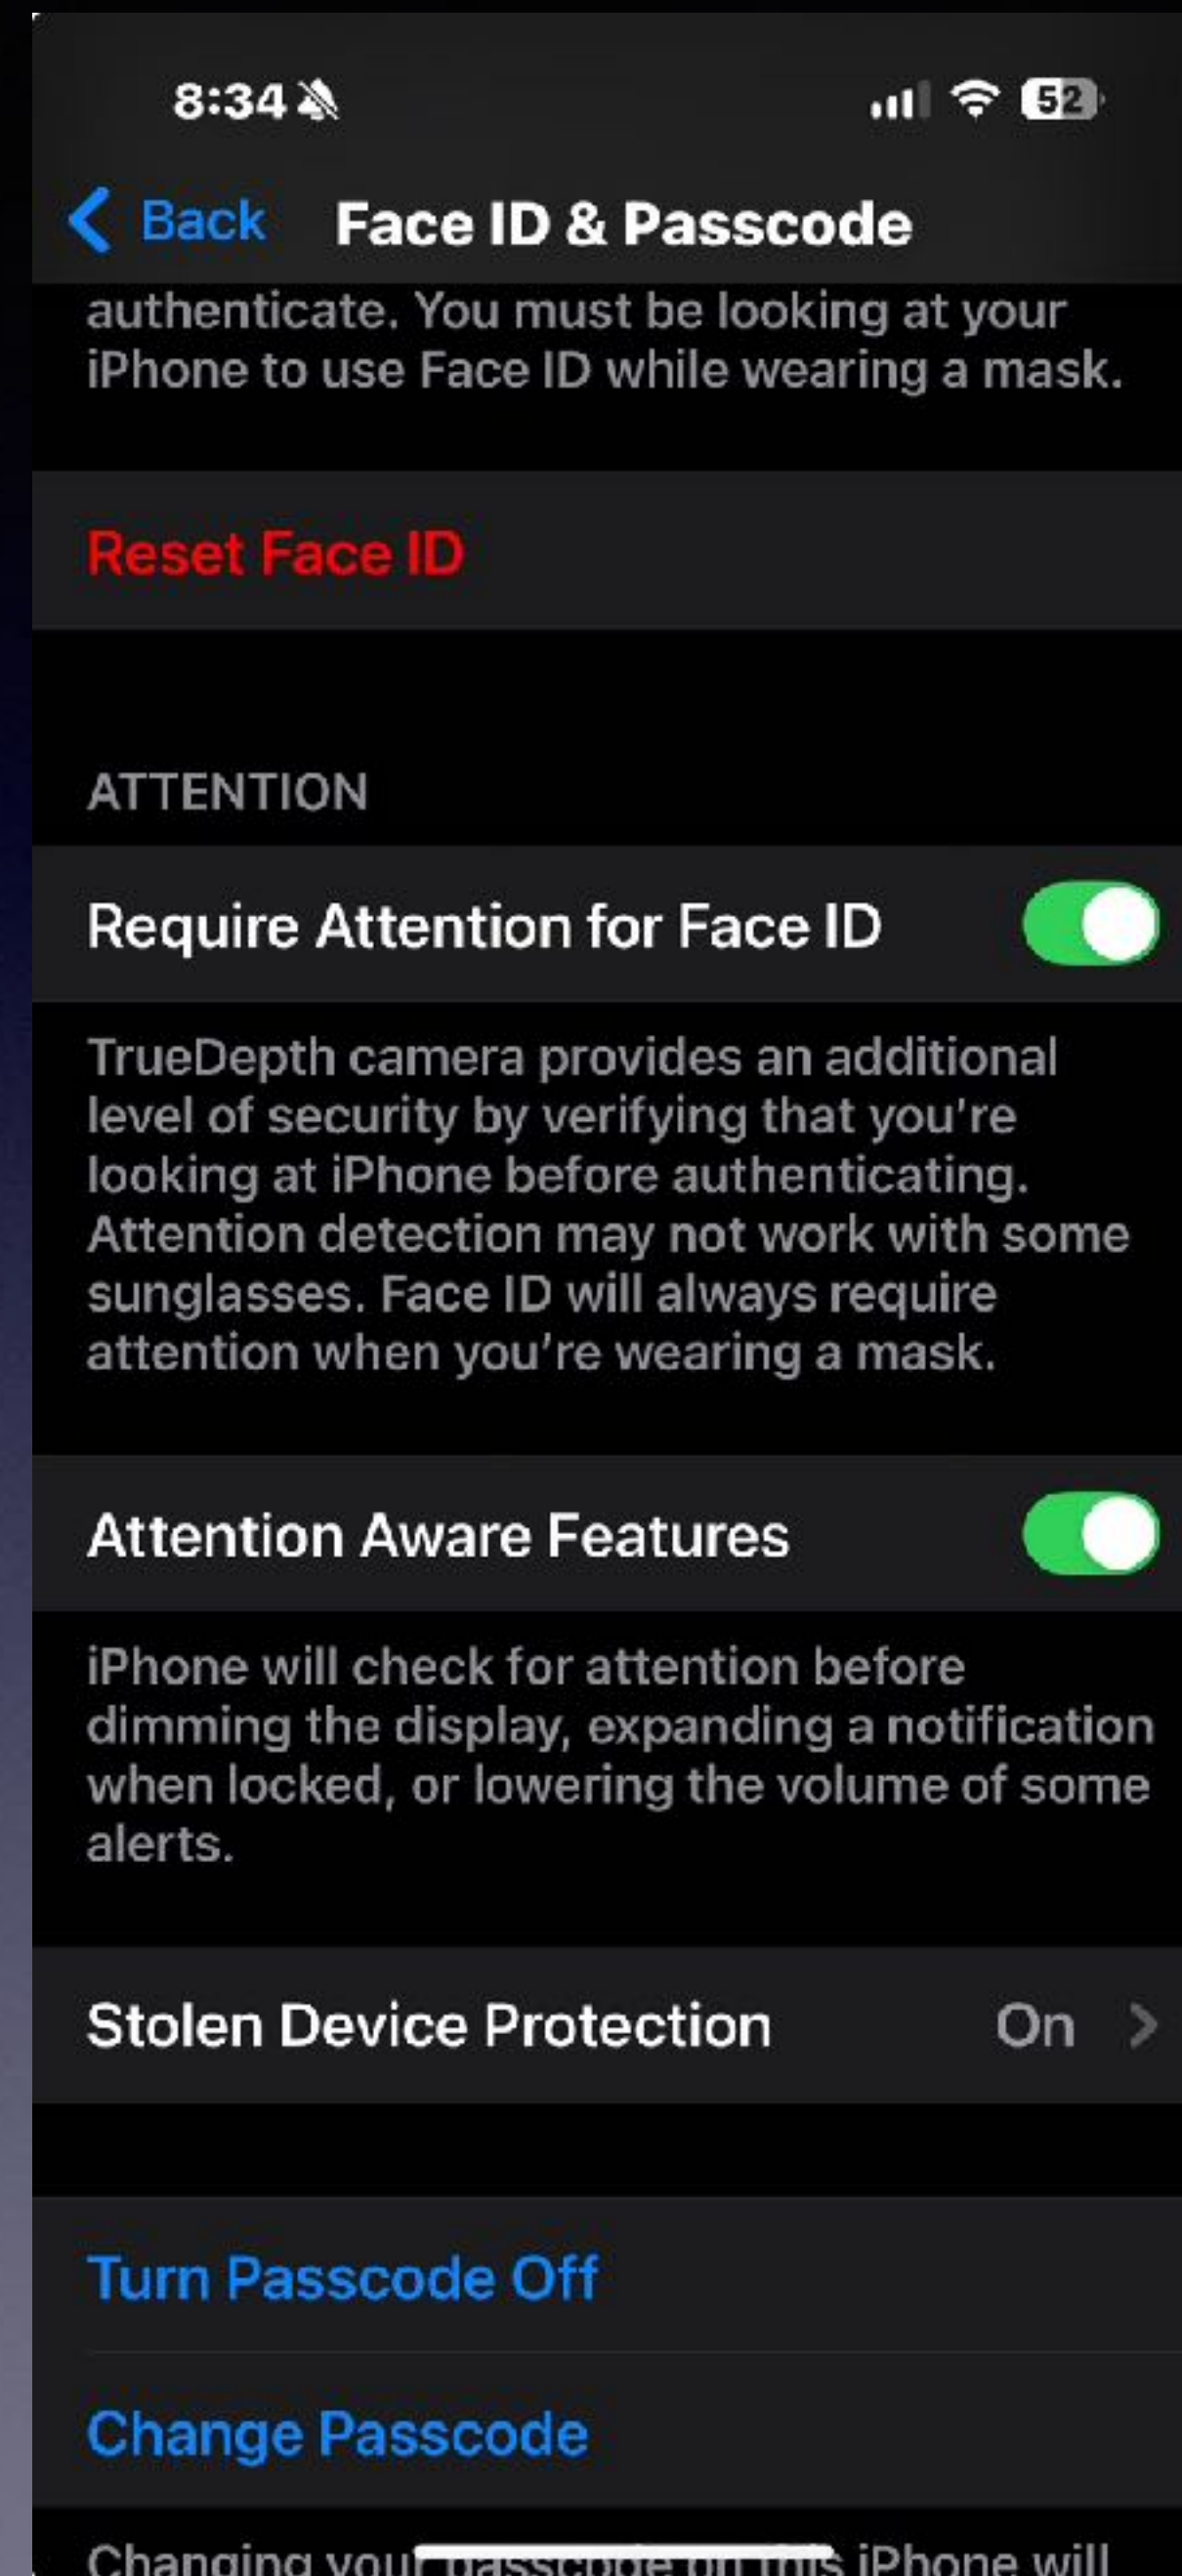 8:34
52
Back Face ID & Passcode
authenticate. You must be looking at your
iPhone to use Face ID while wearing a mask.
Reset Face ID
ATTENTION
Require Attention for Face ID
TrueDepth camera provides an additional
level of security by verifying that you're
looking at iPhone before authenticating.
Attention detection may not work with some
sunglasses. Face ID will always require
attention when you're wearing a mask.
Attention Aware Features
iPhone will check for attention before
dimming the display, expanding a notification
when locked, or lowering the volume of some
alerts.
Stolen Device Protection On
Turn Passcode Off
Change Passcode
Changing your passcode on this iPhone will